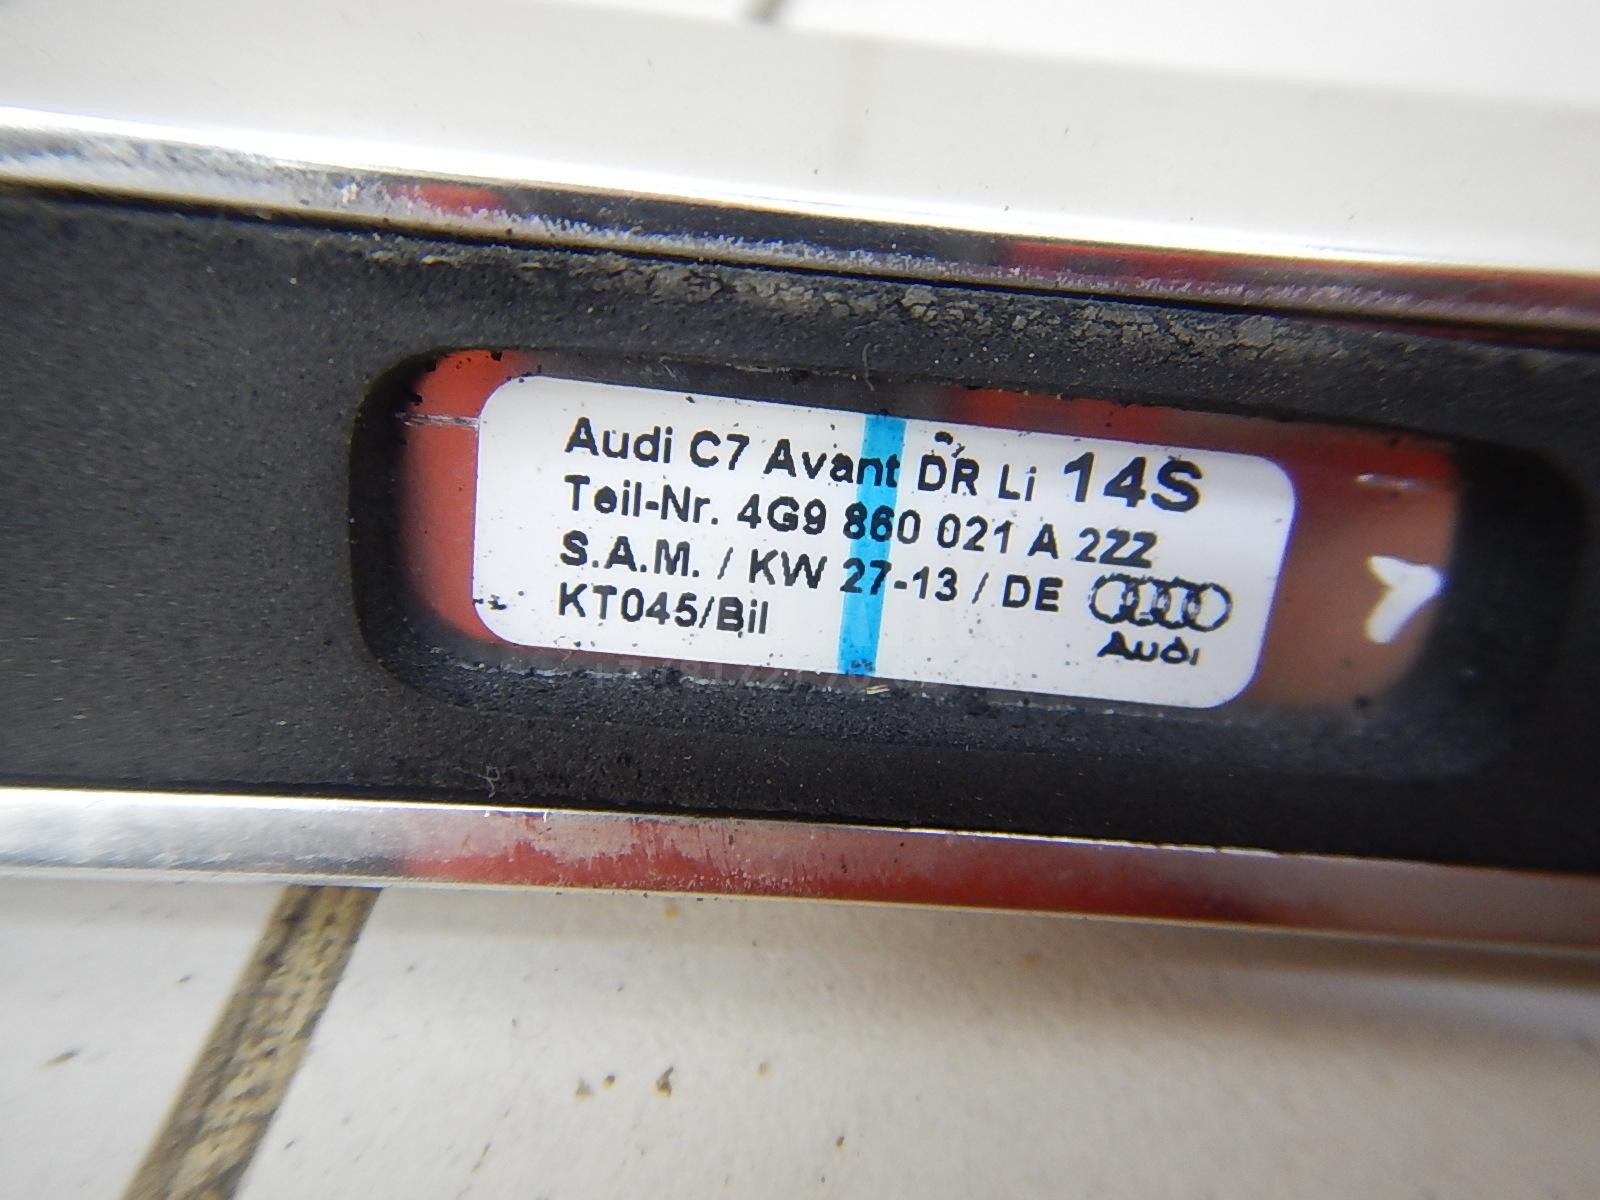 Audi C7 Avant DR Li 14S
Teil-Nr. 4G9 860 021 A 2ZZ
S.A.M. / KW 27-13 / DE
KT045/Bil
Audi